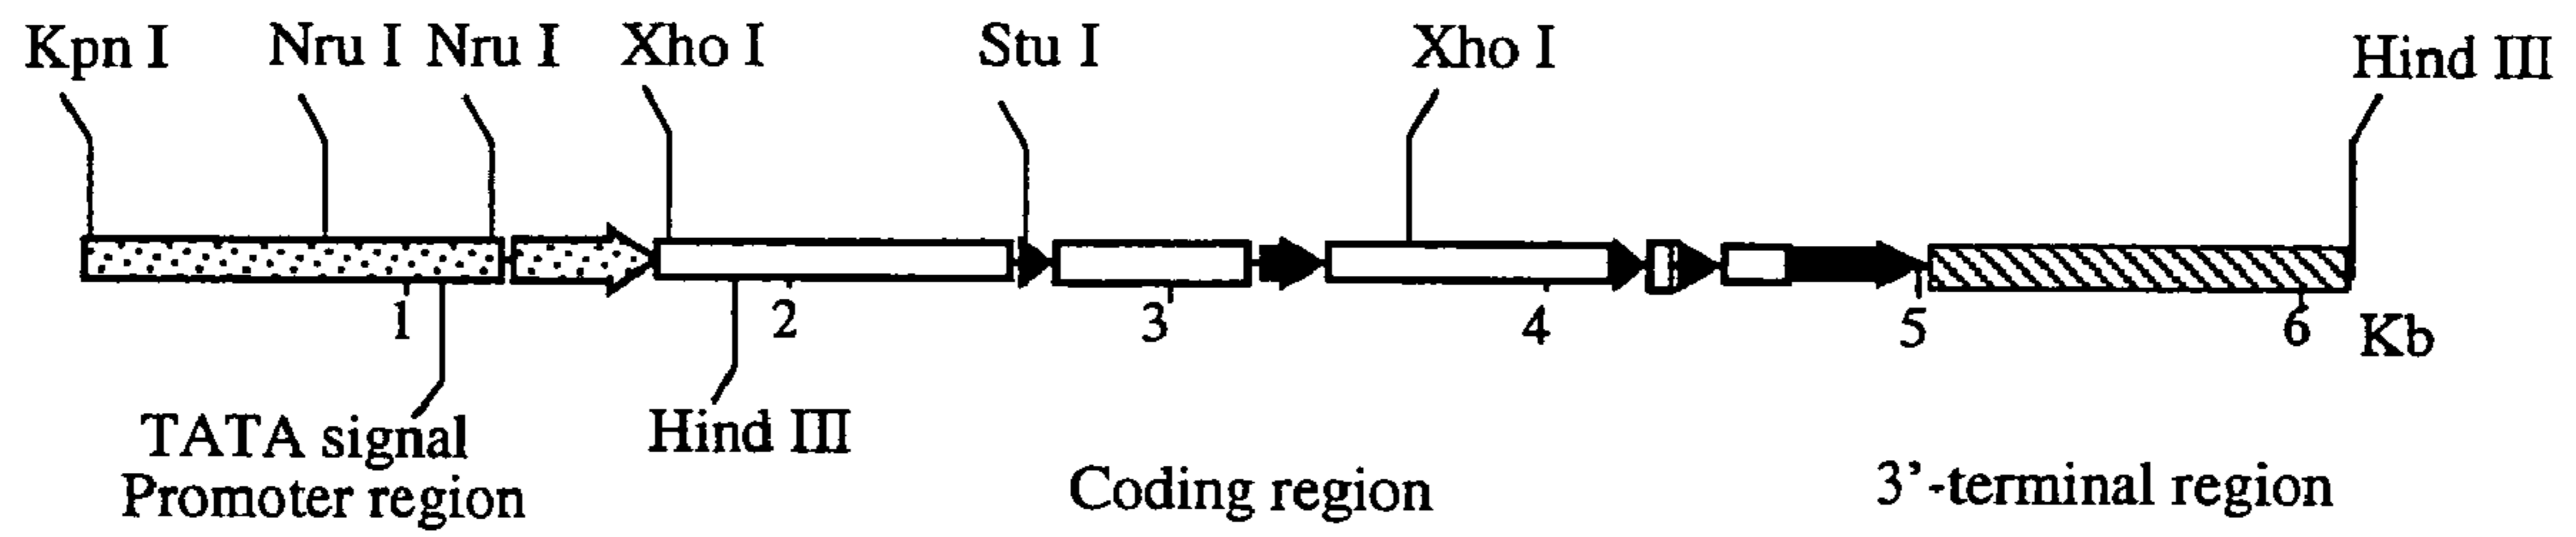 Kpn I Nru I Nru I Xho I Stu I Xho I Hind III
1 2 3 4 5 6 Kb
TATA signal Hind III
Promoter region Coding region 3'-terminal region